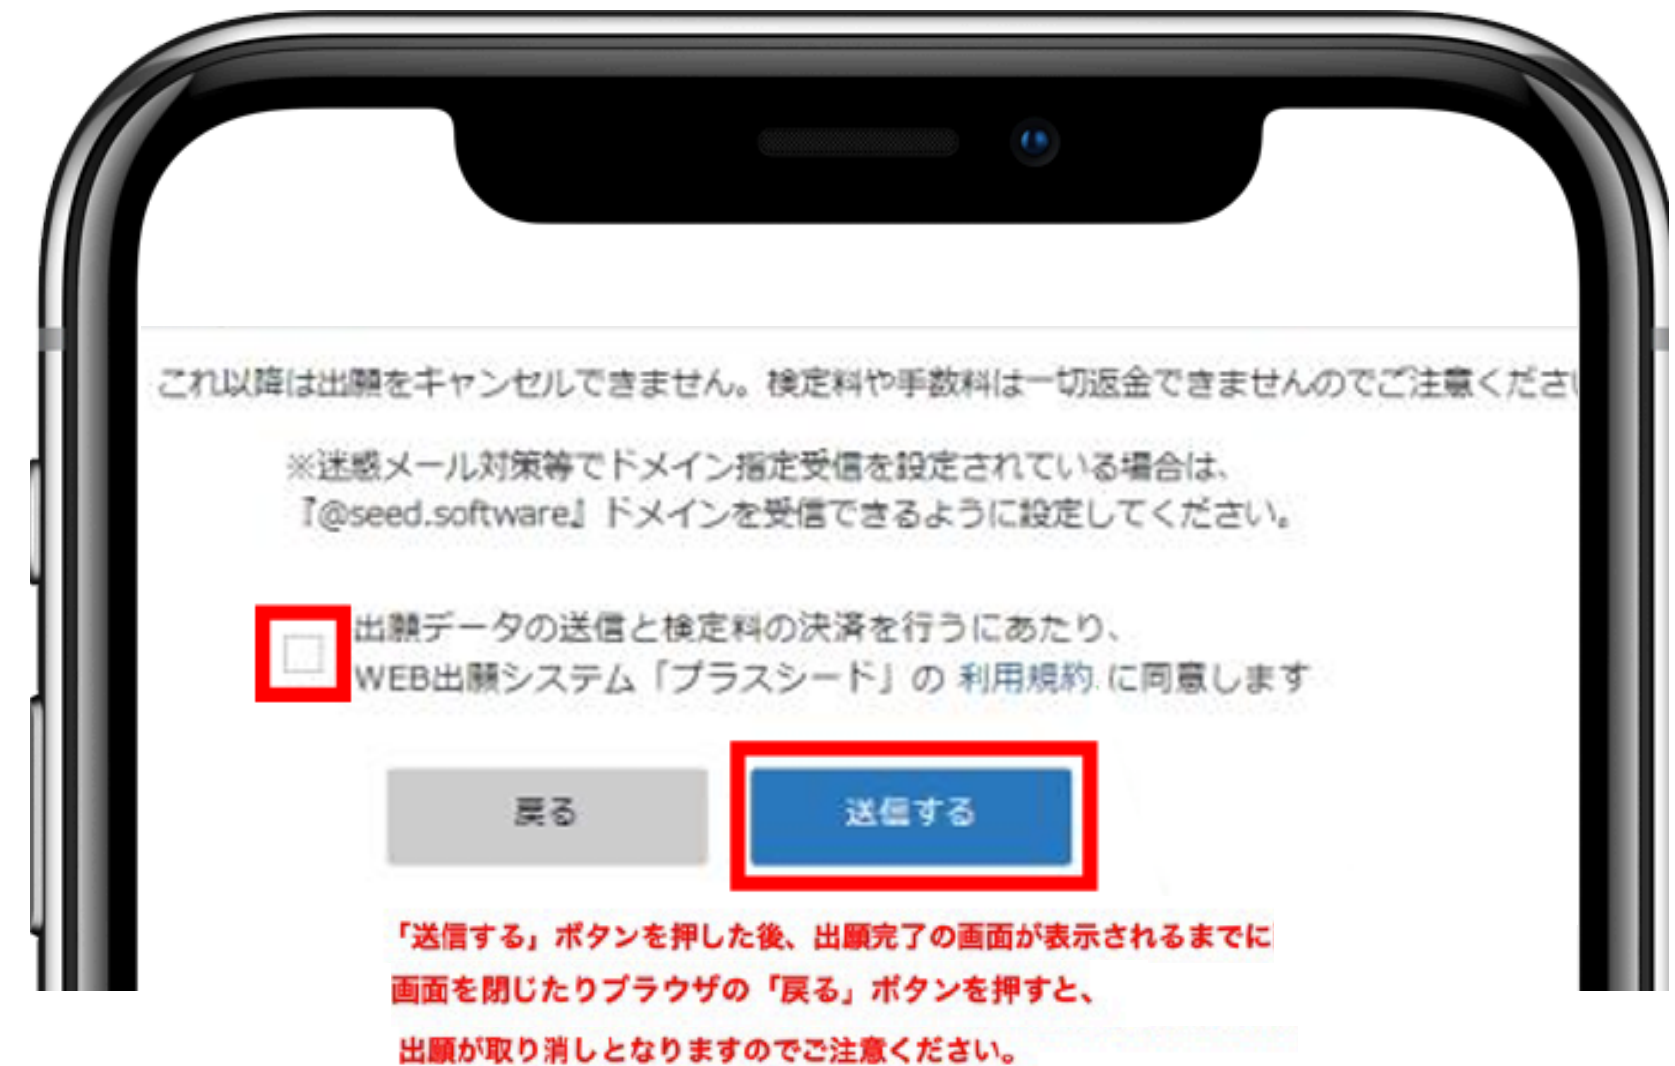 これ以降は出願をキャンセルできません。検定料や手数料は一切返金できませんのでご注意くださ
※迷惑メール対策等でドメイン指定受信を設定されている場合は、
『@seed.software』ドメインを受信できるように設定してください。
出願データの送信と検定料の決済を行うにあたり、
WEB出願システム「プラスシード」の 利用規約 に同意します
戻る
送信する
「送信する」ボタンを押した後、出願完了の画面が表示されるまでに
画面を閉じたりブラウザの「戻る」ボタンを押すと、
出願が取り消しとなりますのでご注意ください。